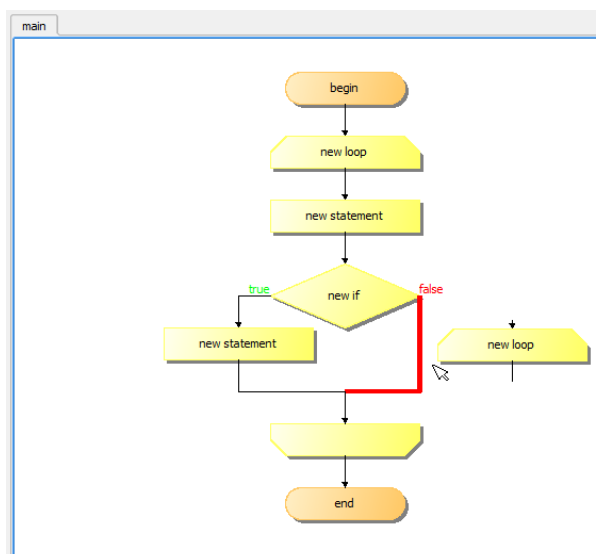 main
begin
new loop
new statement
new if
true
false
new statement
new loop
end